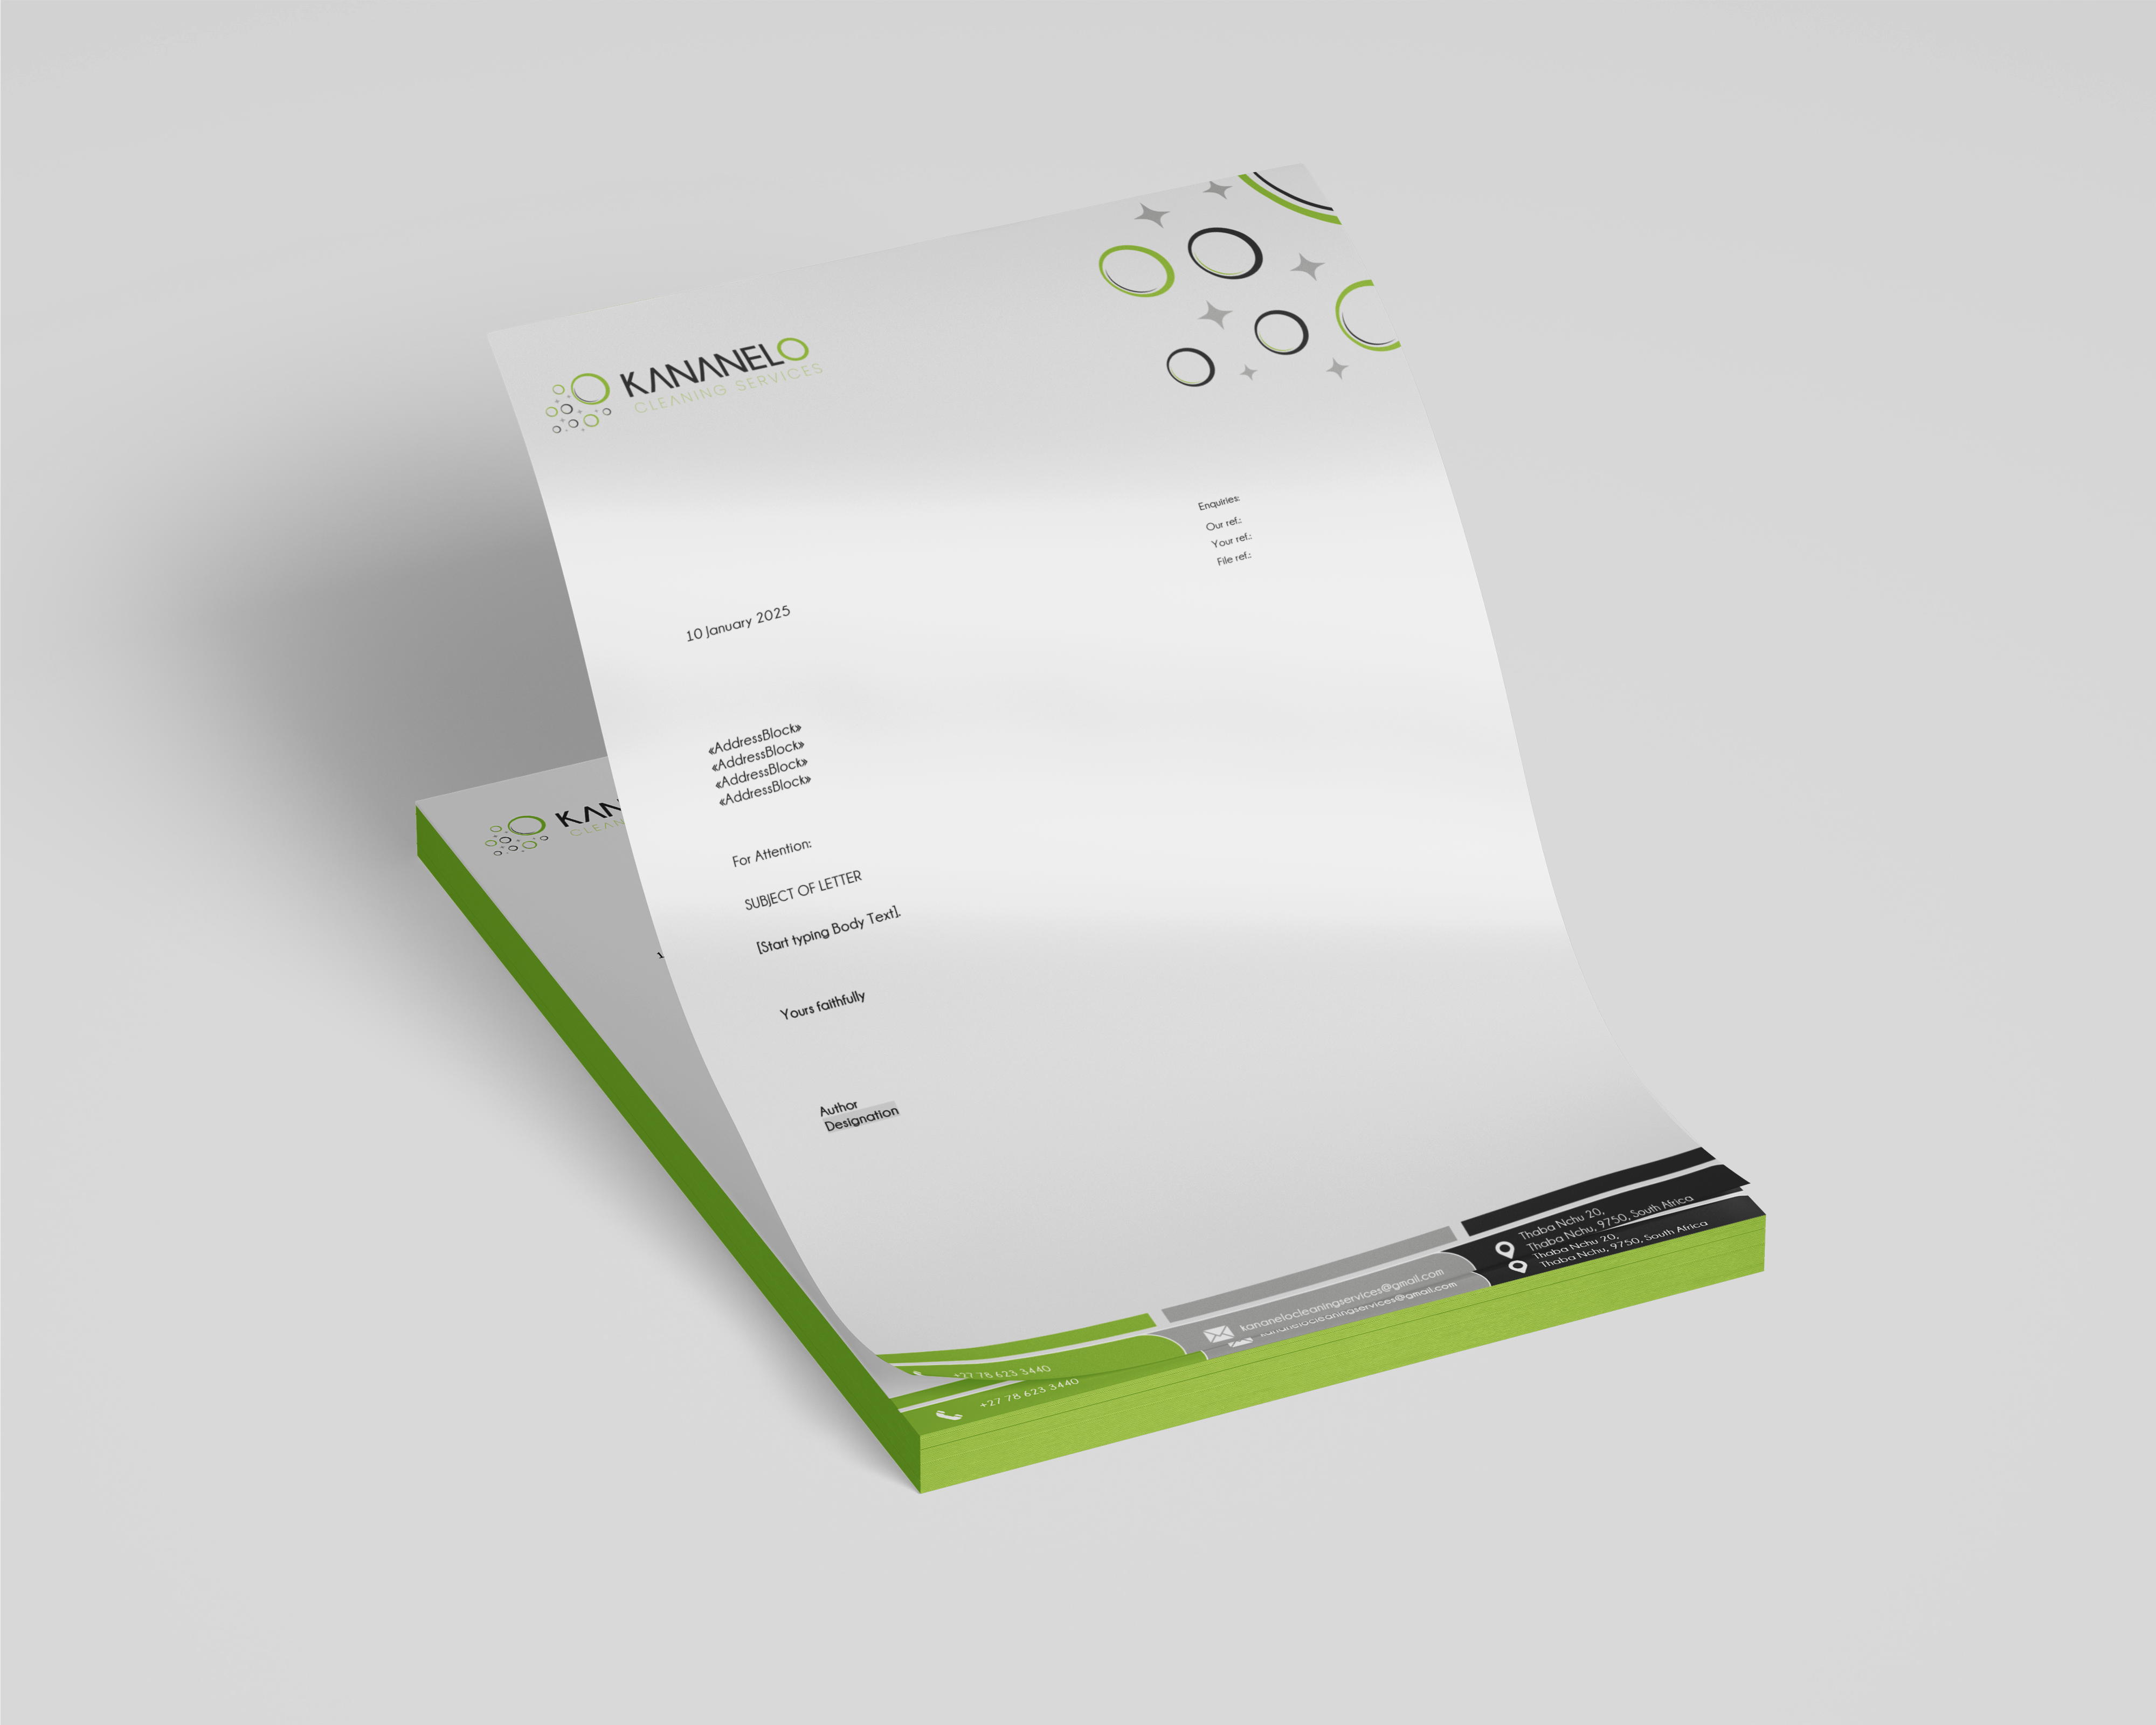 KANANELO
CLEANING SERVICES
Enquiries:
Our ref.:
Your ref.:
File ref.:
10 January 2025
«AddressBlock»
«AddressBlock»
«AddressBlock»
«AddressBlock»
For Attention:
SUBJECT OF LETTER
[Start typing Body Text].
Yours faithfully
Author
Designation
+27 78 623 3440
kananelocleaningservices@gmail.com
Thaba Nchu 20,
Thaba Nchu, 9750, South Africa
KAN
CLEAN
+27 78 623 3440
kananelocleaningservices@gmail.com
Thaba Nchu 20,
Thaba Nchu, 9750, South Africa